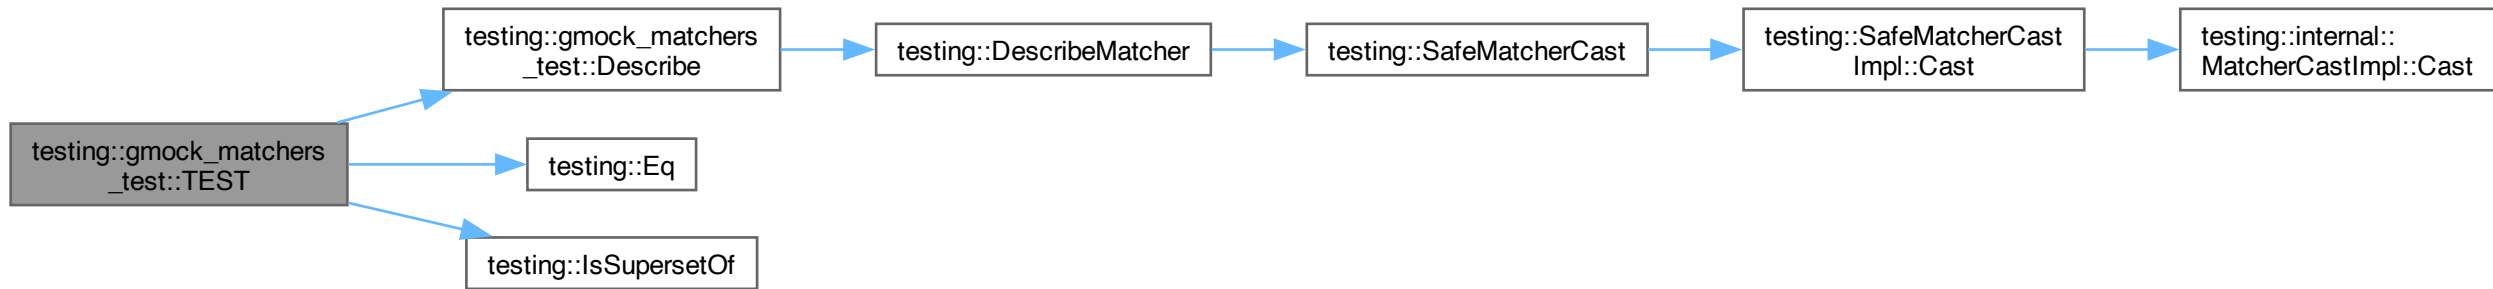 testing::gmock_matchers
_test::TEST
testing::gmock_matchers
_test::Describe
testing::DescribeMatcher
testing::SafeMatcherCast
testing::SafeMatcherCast
Impl::Cast
testing::internal::
MatcherCastImpl::Cast
testing::Eq
testing::IsSupersetOf